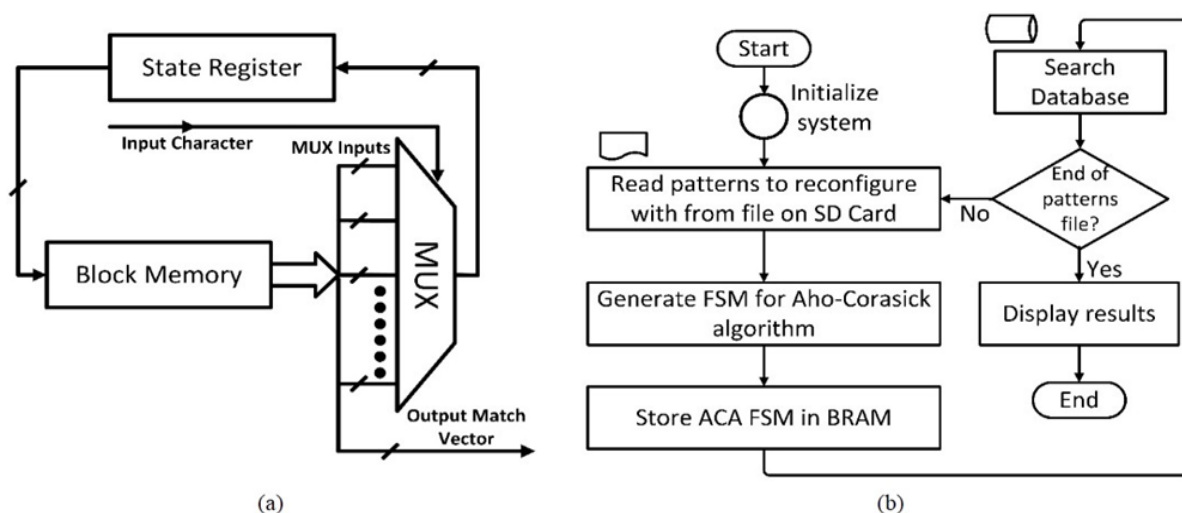 State Register
Input Character
MUX Inputs
Block Memory
MUX
Output Match
Vector
(a)
Start
Initialize
system
Read patterns to reconfigure
with from file on SD Card
Generate FSM for Aho-Corasick
algorithm
Store ACA FSM in BRAM
Search
Database
End of
patterns
file?
No
Yes
Display results
End
(b)